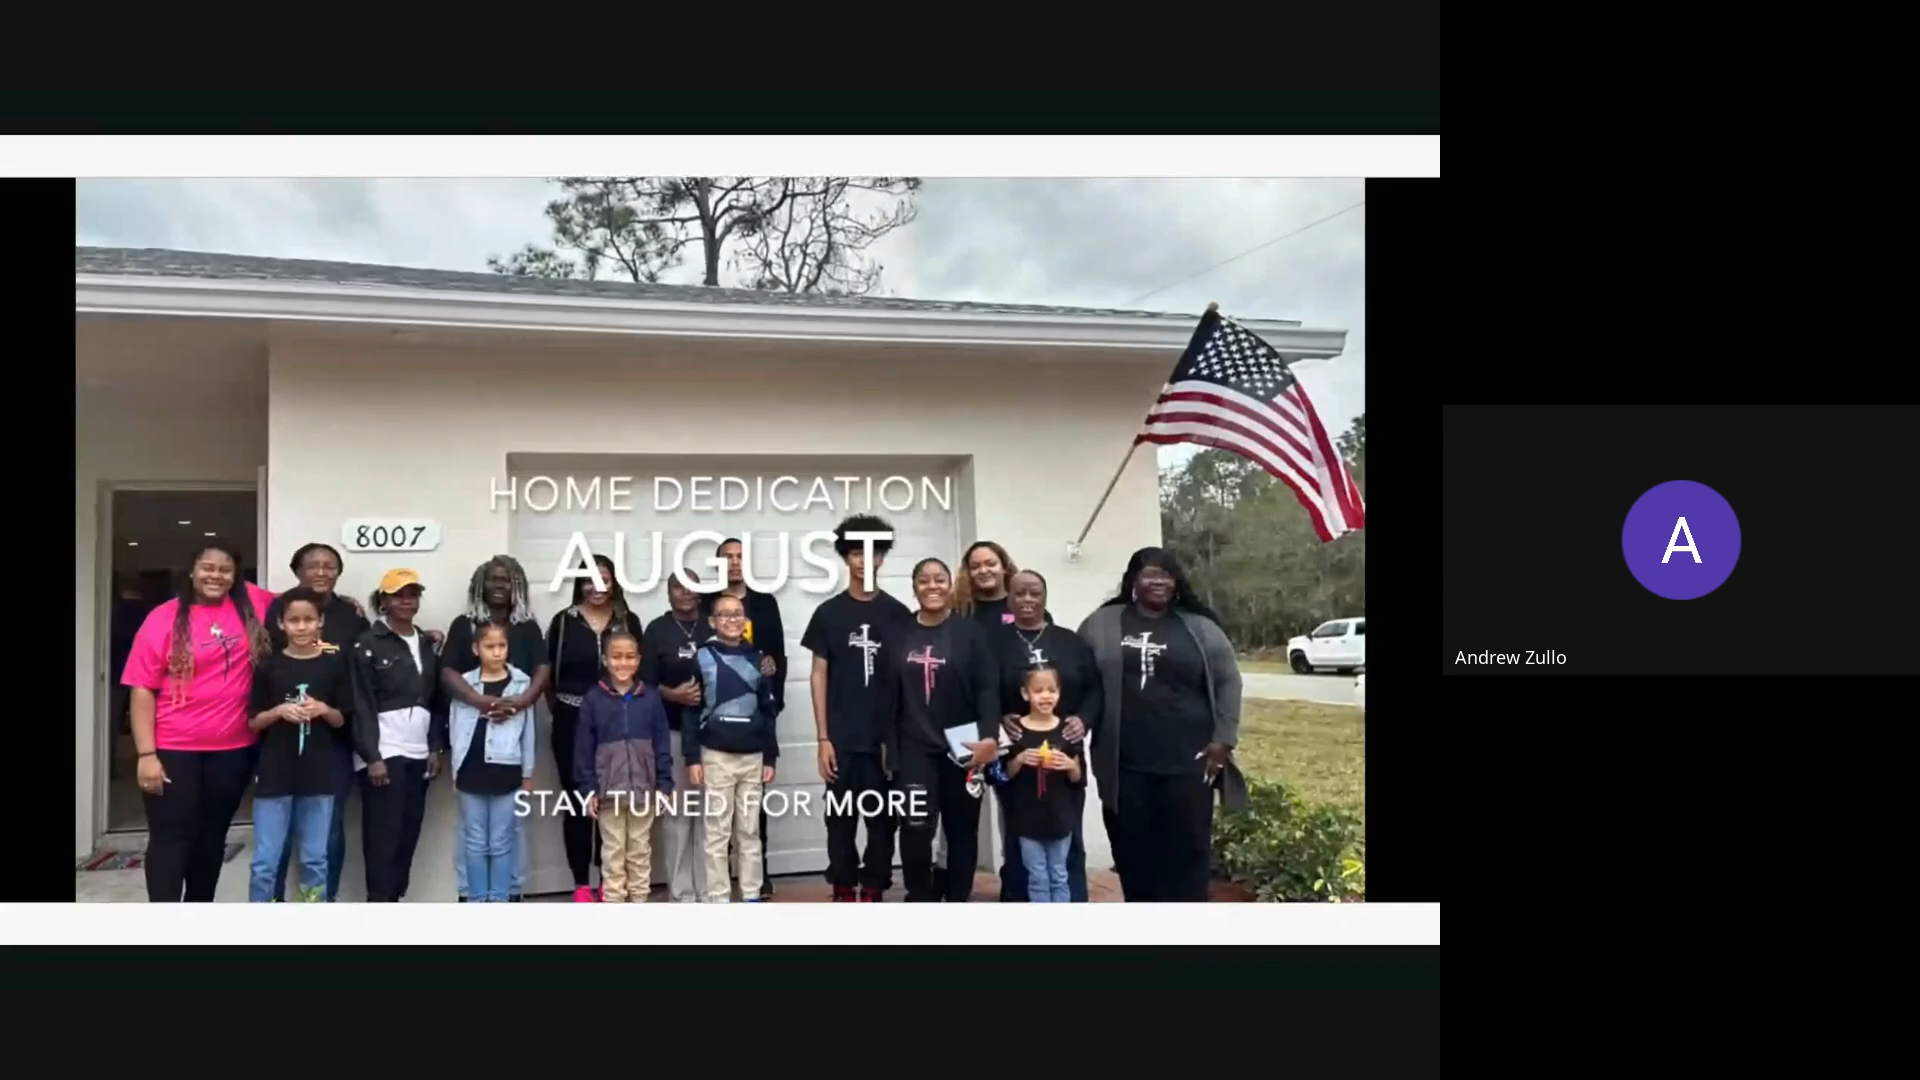 HOME DEDICATION
AUGUST
8007
STAY TUNED FOR MORE
A
Andrew Zullo